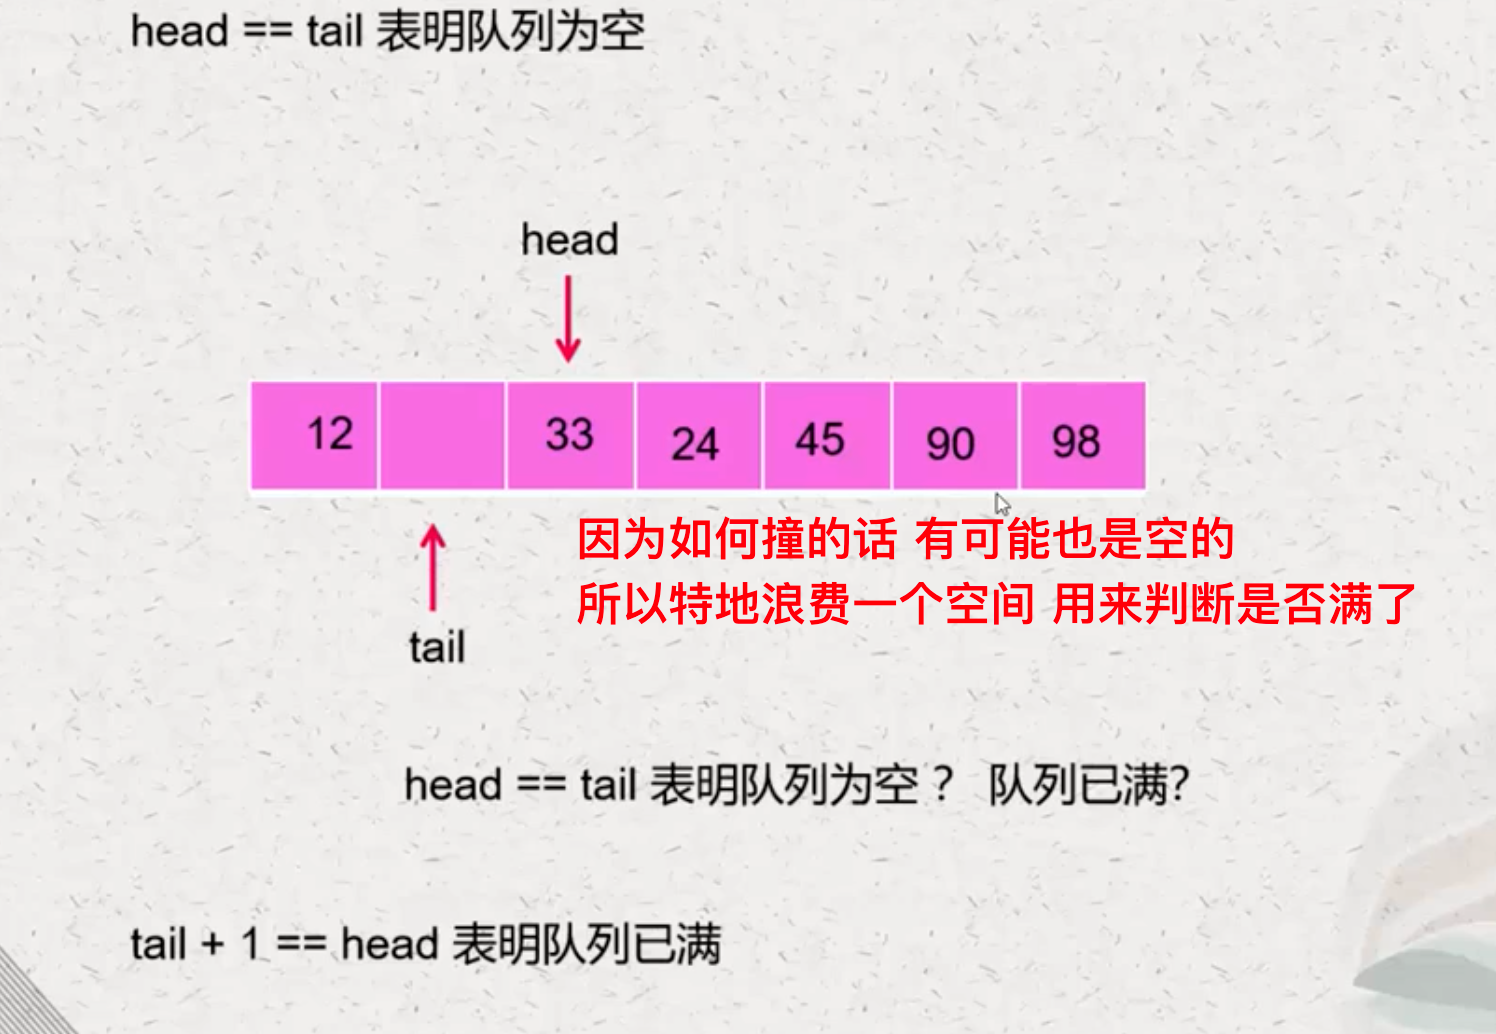 head == tail 表明队列为空
head
12 33 24 45 90 98
因为如何撞的话 有可能也是空的
所以特地浪费一个空间 用来判断是否满了
tail
head == tail 表明队列为空？ 队列已满?
tail + 1 == head 表明队列已满